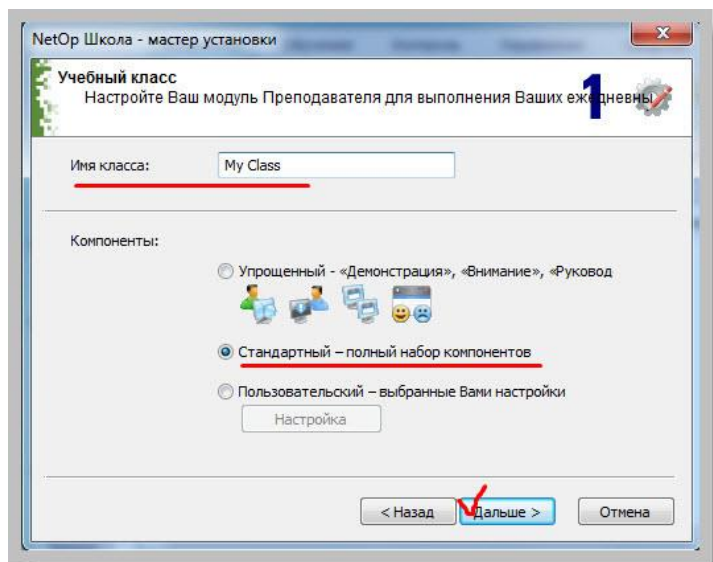 NetOp Школа - мастер установки
Учебный класс
Настройте Ваш модуль Преподавателя для выполнения Ваших ежедневны
1
Имя класса:
My Class
Компоненты:
Упрощенный - «Демонстрация», «Внимание», «Руковод
Стандартный – полный набор компонентов
Пользовательский – выбранные Вами настройки
Настройка
< Назад
Дальше >
Отмена